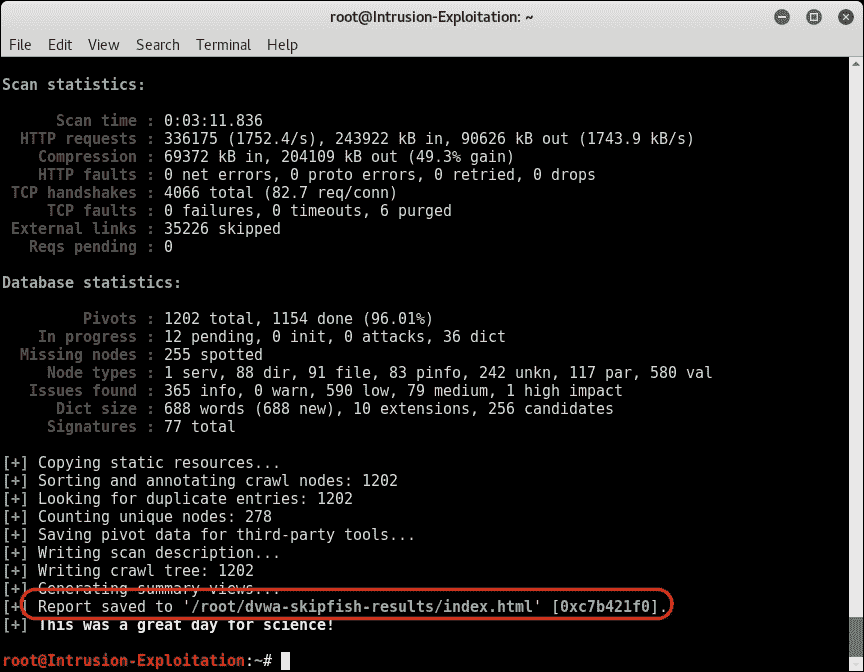 root@Intrusion-Exploitation: ~
File Edit View Search Terminal Help
Scan statistics:
Scan time : 0:03:11.836
HTTP requests : 336175 (1752.4/s), 243922 kB in, 90626 kB out (1743.9 kB/s)
Compression : 69372 kB in, 204109 kB out (49.3% gain)
HTTP faults : 0 net errors, 0 proto errors, 0 retried, 0 drops
TCP handshakes : 4066 total (82.7 req/conn)
TCP faults : 0 failures, 0 timeouts, 6 purged
External links : 35226 skipped
Reqs pending : 0
Database statistics:
Pivots : 1202 total, 1154 done (96.01%)
In progress : 12 pending, 0 init, 0 attacks, 36 dict
Missing nodes : 255 spotted
Node types : 1 serv, 88 dir, 91 file, 83 pinfo, 242 unkn, 117 par, 580 val
Issues found : 365 info, 0 warn, 590 low, 79 medium, 1 high impact
Dict size : 688 words (688 new), 10 extensions, 256 candidates
Signatures : 77 total
[+] Copying static resources...
[+] Sorting and annotating crawl nodes: 1202
[+] Looking for duplicate entries: 1202
[+] Counting unique nodes: 278
[+] Saving pivot data for third-party tools...
[+] Writing scan description...
[+] Writing crawl tree: 1202
[+] Generating summary views...
[+] Report saved to '/root/dvwa-skipfish-results/index.html' [0xc7b421f0].
[+] This was a great day for science!
root@Intrusion-Exploitation:~#